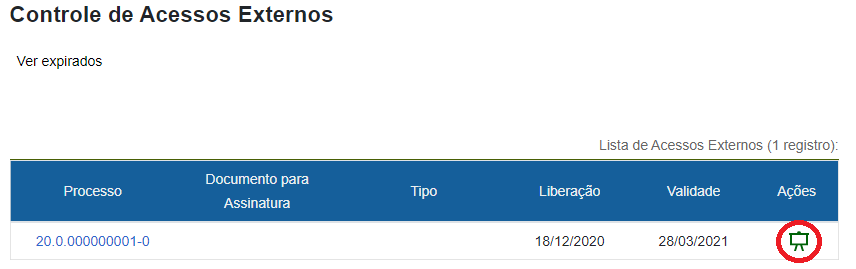 Controle de Acessos Externos
Ver expirados
Lista de Acessos Externos (1 registro):
Processo Documento para Assinatura Tipo Liberação Validade Ações
20.0.000000001-0 18/12/2020 28/03/2021